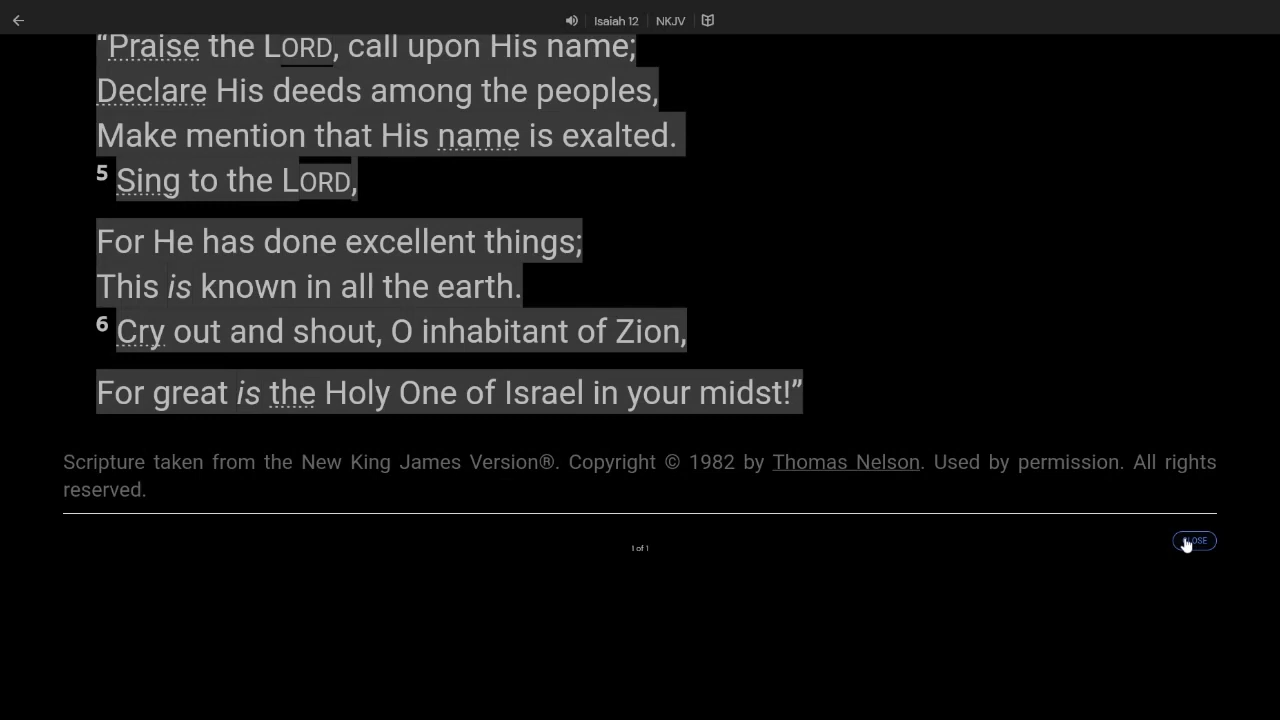 Isaiah 12 NKJV
“Praise the LORD, call upon His name;
Declare His deeds among the peoples,
Make mention that His name is exalted.
5 Sing to the LORD,
For He has done excellent things;
This is known in all the earth.
6 Cry out and shout, O inhabitant of Zion,
For great is the Holy One of Israel in your midst!”
Scripture taken from the New King James Version®. Copyright © 1982 by Thomas Nelson. Used by permission. All rights
reserved.
1 of 1
CLOSE